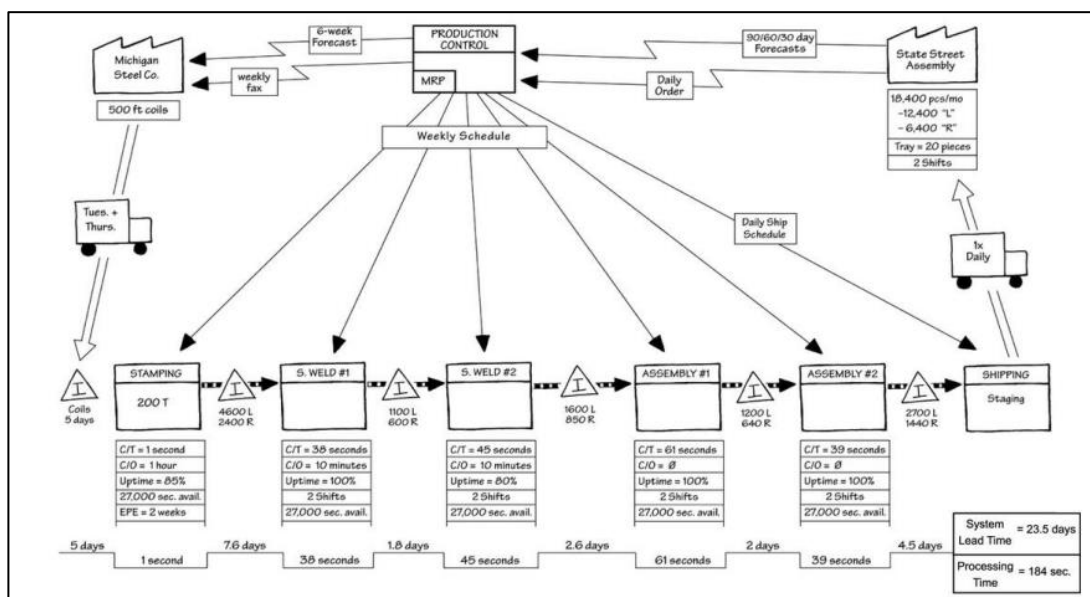 6-week
Forecast
weekly
fax
Michigan
Steel Co.
500 ft coils
PRODUCTION
CONTROL
MRP
90/60/30 day
Forecasts
Daily
Order
State Street
Assembly
18,400 pcs/mo
-12,400 "L"
- 6,400 "R"
Tray = 20 pieces
2 Shifts
Weekly Schedule
Tues. +
Thurs.
Daily Ship
Schedule
1x
Daily
I
Coils
5 days
STAMPING
200 T
C/T = 1 second
C/O = 1 hour
Uptime = 85%
27,000 sec. avail.
EPE = 2 weeks
I
4600 L
2400 R
S. WELD #1
C/T = 38 seconds
C/O = 10 minutes
Uptime = 100%
2 Shifts
27,000 sec. avail.
I
1100 L
600 R
S. WELD #2
C/T = 45 seconds
C/O = 10 minutes
Uptime = 80%
2 Shifts
27,000 sec. avail.
I
1600 L
850 R
ASSEMBLY #1
C/T = 61 seconds
C/O = Ø
Uptime = 100%
2 Shifts
27,000 sec. avail.
I
1200 L
640 R
ASSEMBLY #2
C/T = 39 seconds
C/O = Ø
Uptime = 100%
2 Shifts
27,000 sec. avail.
I
2700 L
1440 R
SHIPPING
Staging
5 days
1 second
7.6 days
38 seconds
1.8 days
45 seconds
2.6 days
61 seconds
2 days
39 seconds
4.5 days
System
Lead Time = 23.5 days
Processing
Time = 184 sec.